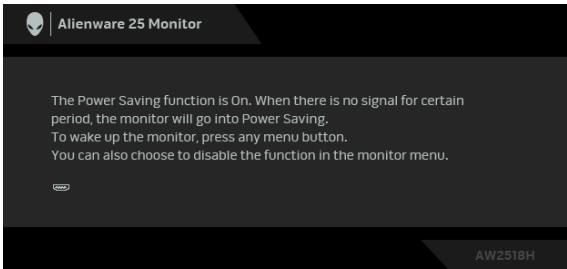 Alienware 25 Monitor
The Power Saving function is On. When there is no signal for certain
period, the monitor will go into Power Saving.
To wake up the monitor, press any menu button.
You can also choose to disable the function in the monitor menu.
AW2518H